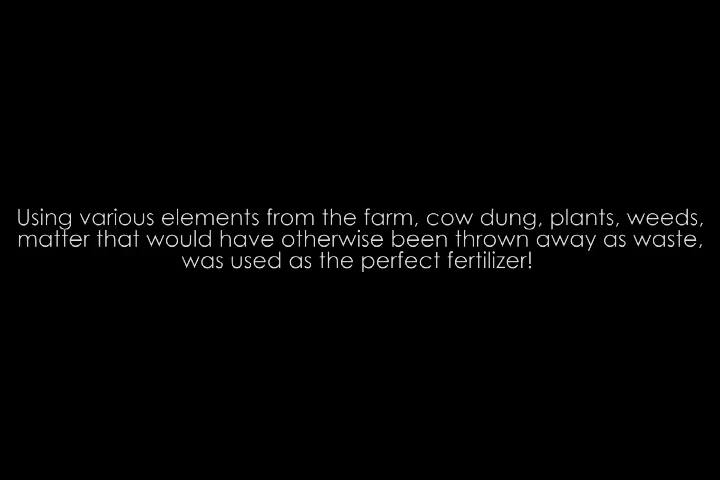 Using various elements from the farm, cow dung, plants, weeds,
matter that would have otherwise been thrown away as waste,
was used as the perfect fertilizer!